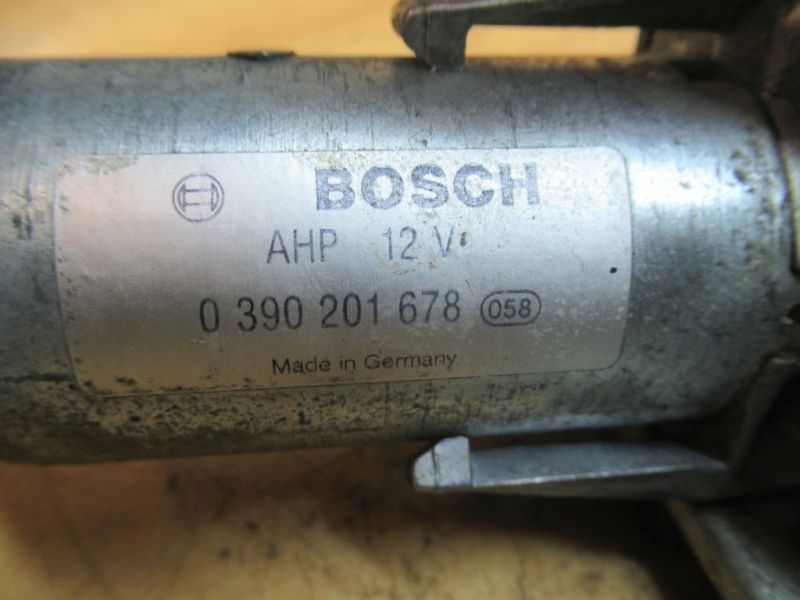 BOSCH
AHP 12 V
0 390 201 678 058
Made in Germany